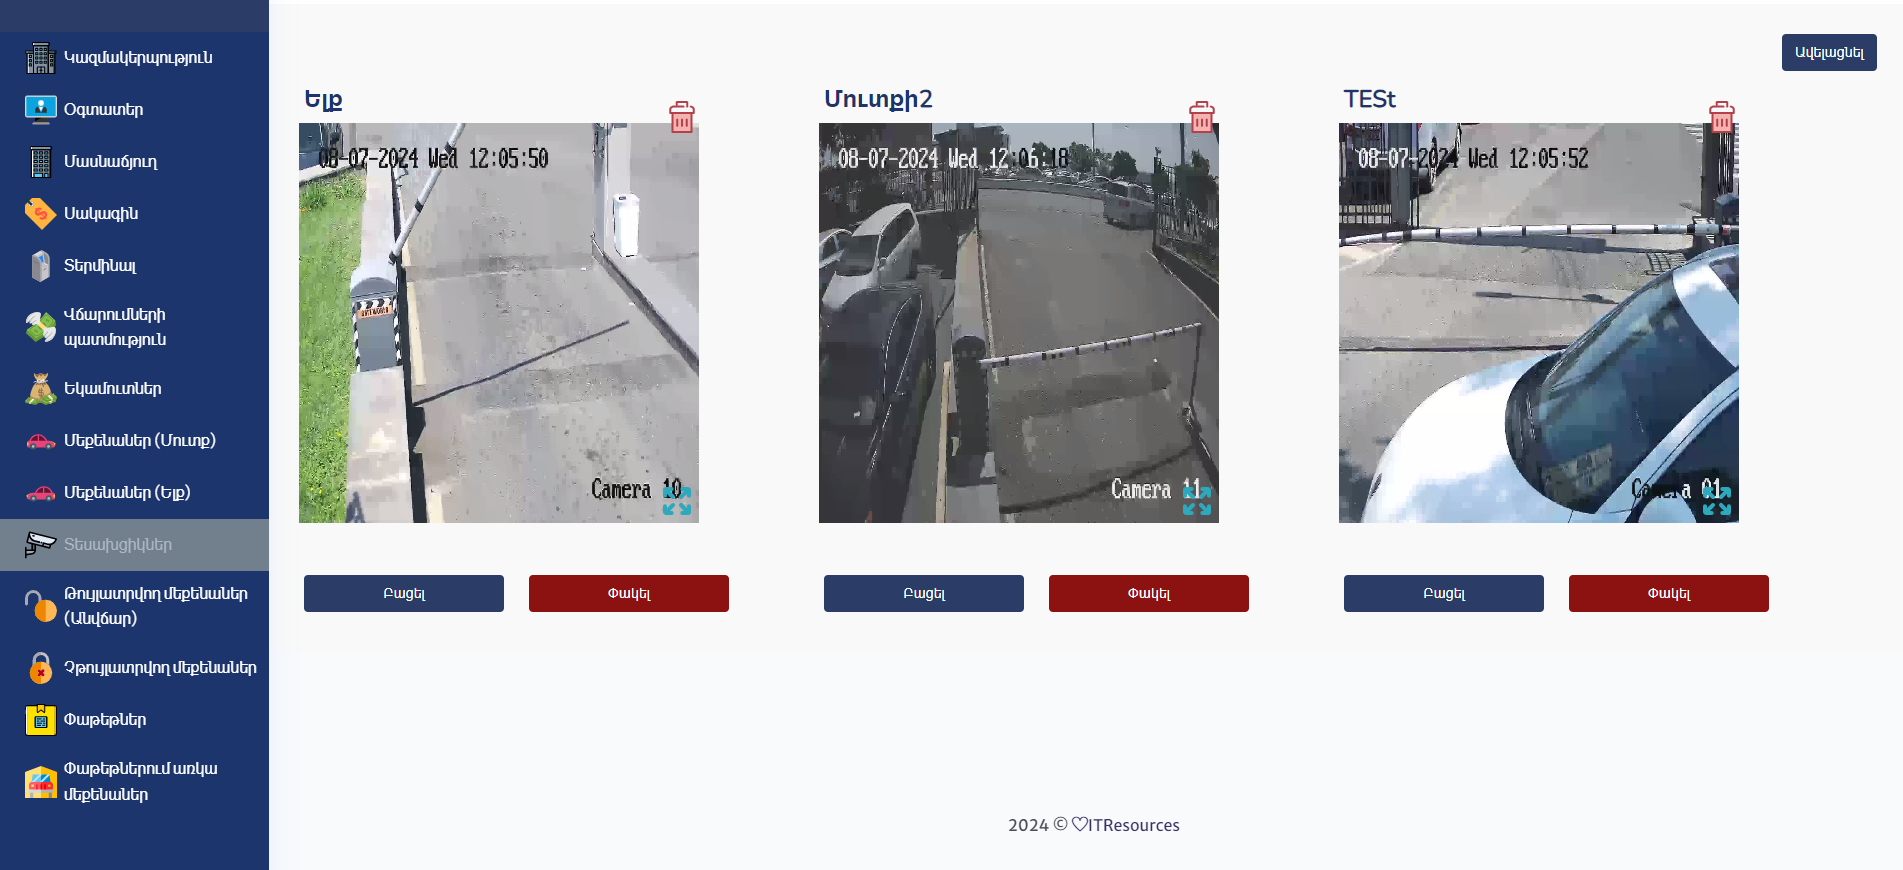 Կազմակերպություն
Օգտատեր
Մասնաճյուղ
Սակագին
Տերմինալ
Վճարումների
պատմություն
Եկամուտներ
Մեքենաներ (Մուտք)
Մեքենաներ (Ելք)
Տեսախցիկներ
Թույլատրվող մեքենաներ
(Անվճար)
Չթույլատրվող մեքենաներ
Փաթեթներ
Փաթեթներում առկա
մեքենաներ
Ավելացնել
Ելք
08-07-2024 Wed 12:05:50
Camera 10
Բացել
Փակել
Մուտքի2
08-07-2024 Wed 12:06:18
Camera 11
Բացել
Փակել
TESt
08-07-2024 Wed 12:05:52
Camera 01
Բացել
Փակել
2024 © ♡ITResources